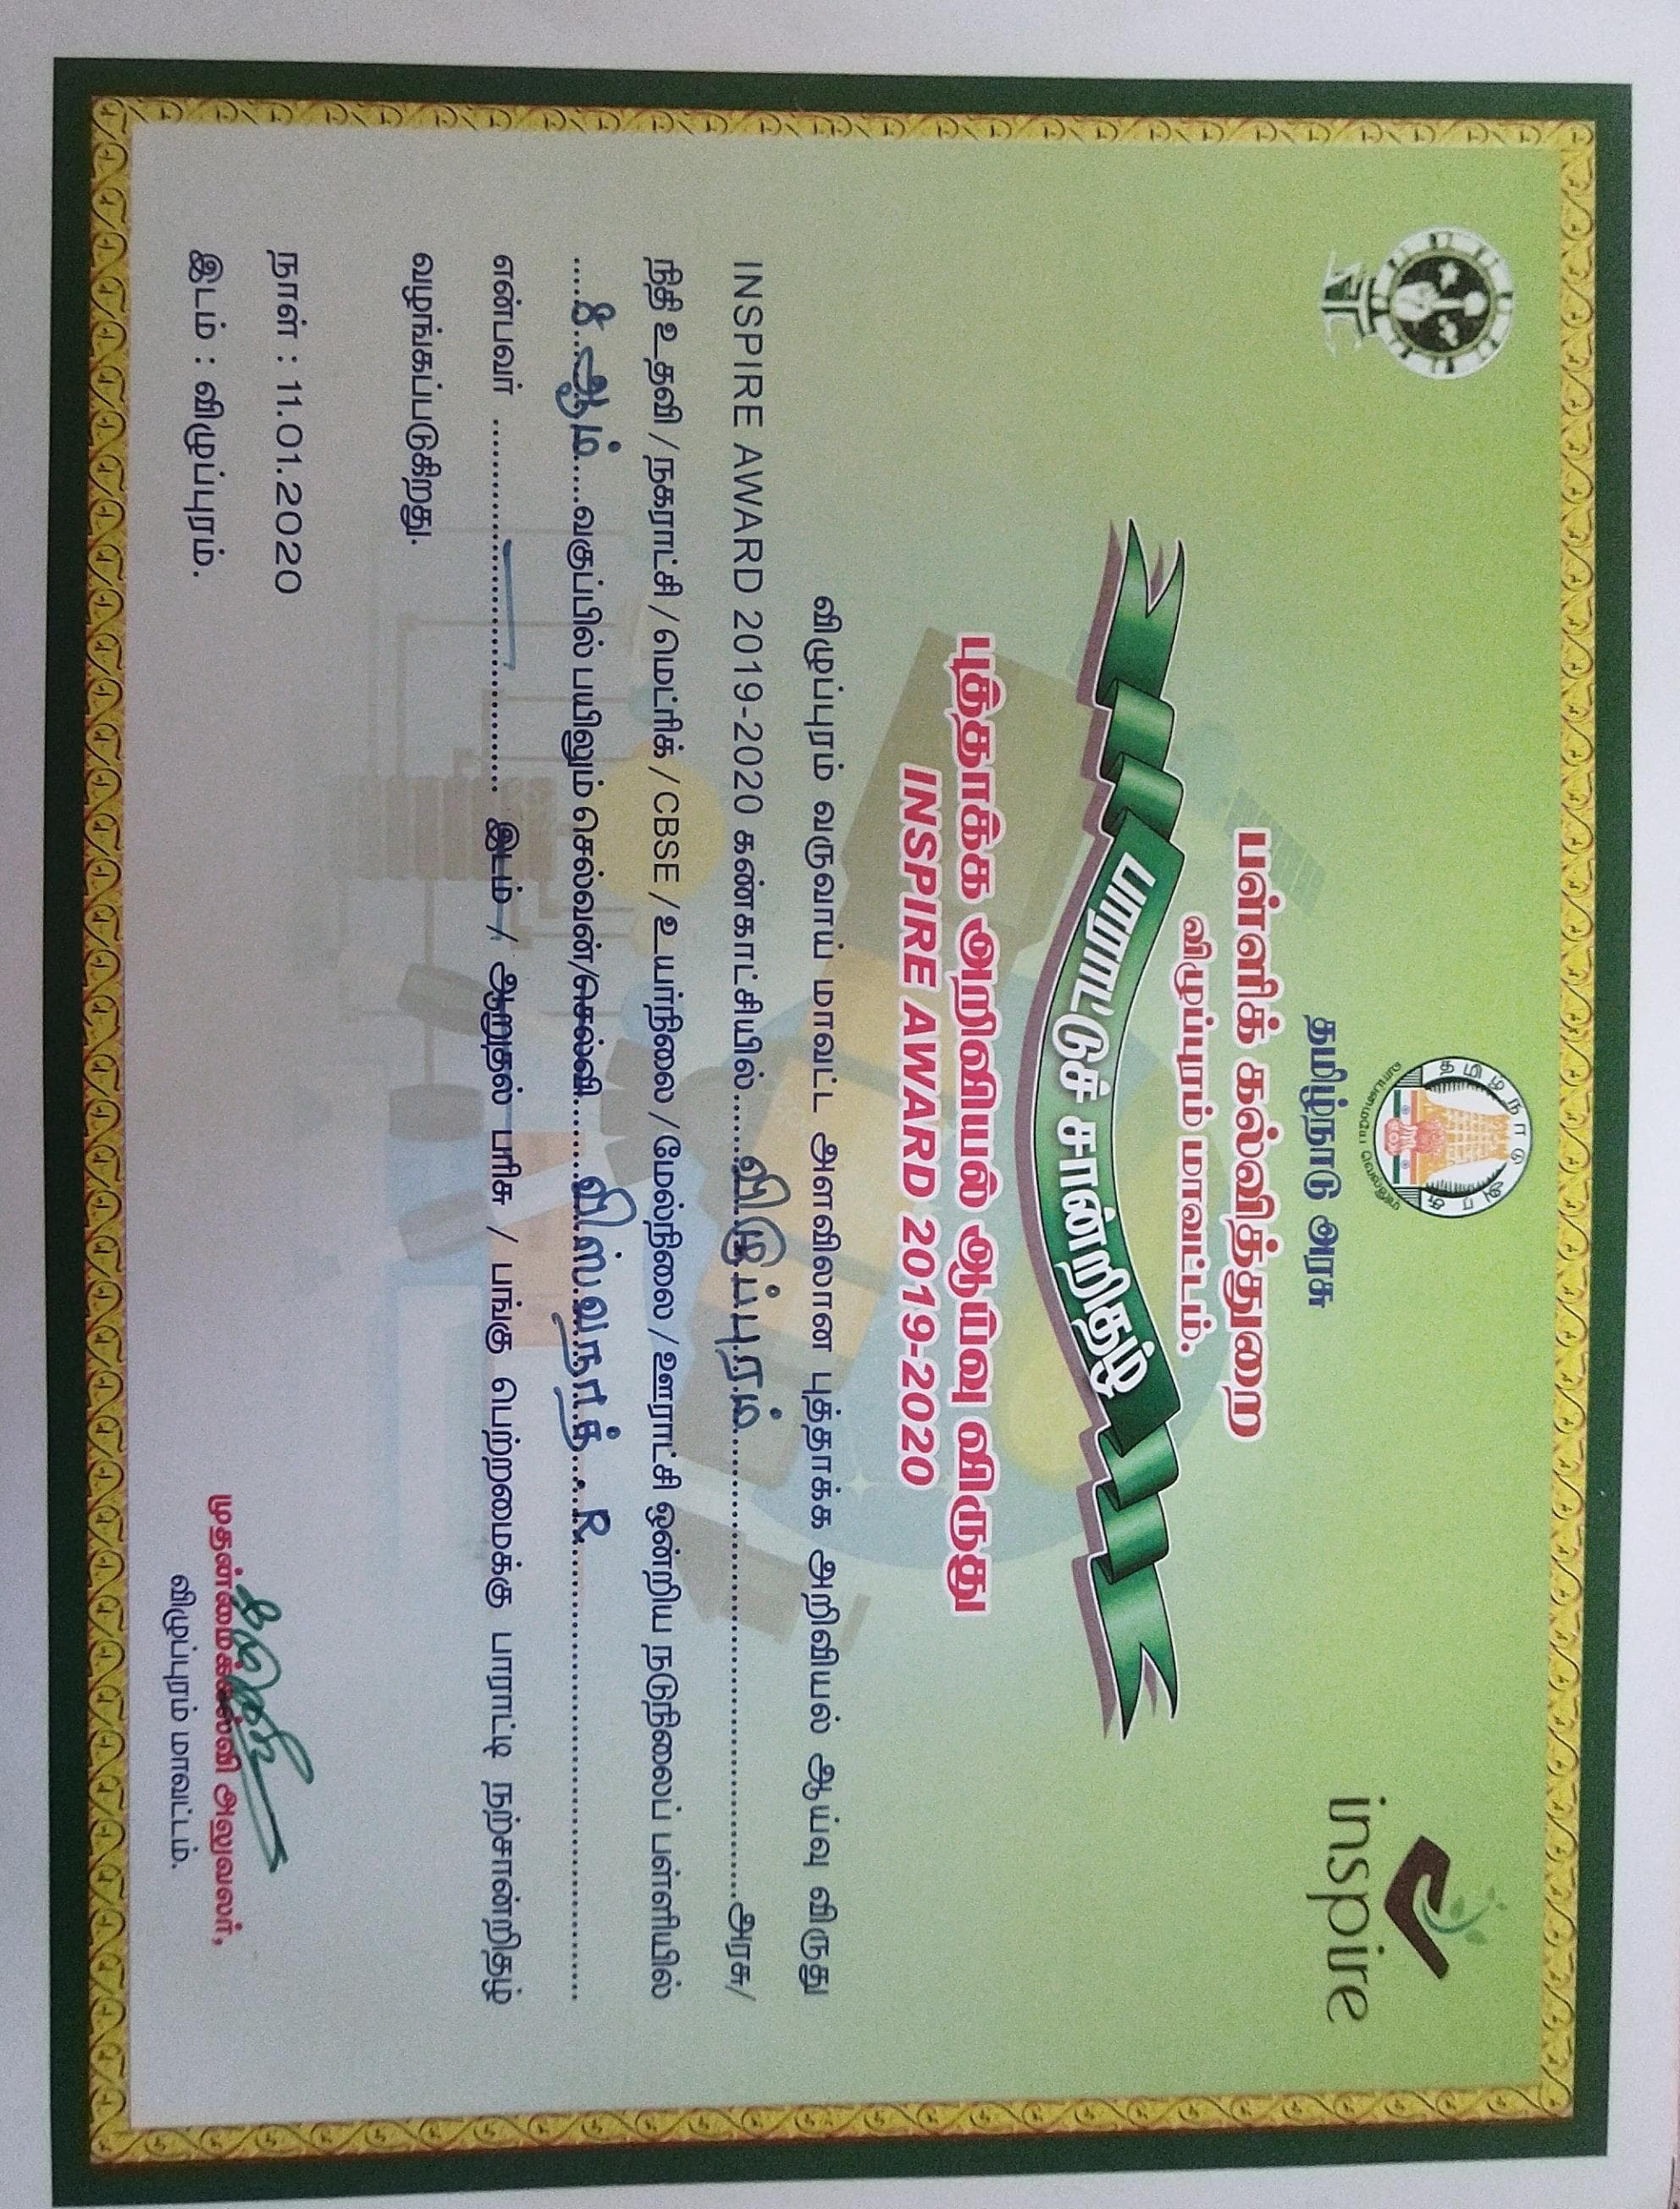 தமிழ்நாடு அரசு
வாய்மையே வெல்லும்
inspire
தமிழ்நாடு அரசு
பள்ளிக் கல்வித்துறை
விழுப்புரம் மாவட்டம்.
பாராட்டுச் சான்றிதழ்
புத்தாக்க அறிவியல் ஆய்வு விருது
INSPIRE AWARD 2019-2020
விழுப்புரம் வருவாய் மாவட்ட அளவிலான புத்தாக்க அறிவியல் ஆய்வு விருது
INSPIRE AWARD 2019-2020 கண்காட்சியில்......விழுப்புரம்......அரசு/
நிதி உதவி / நகராட்சி / மெட்ரிக் / CBSE / உயர்நிலை / மேல்நிலை / ஊராட்சி ஒன்றிய நடுநிலைப் பள்ளியில்
.....8 ஆம்.....வகுப்பில் பயிலும் செல்வன்/செல்வி......விஸ்வநாத் . R......
என்பவர் ...... இடம் / ஆறுதல் பரிசு / பங்கு பெற்றமைக்கு பாராட்டி நற்சான்றிதழ்
வழங்கப்படுகிறது.
நாள் : 11.01.2020
இடம் : விழுப்புரம்.
முதன்மைக்கல்வி அலுவலர்,
விழுப்புரம் மாவட்டம்.